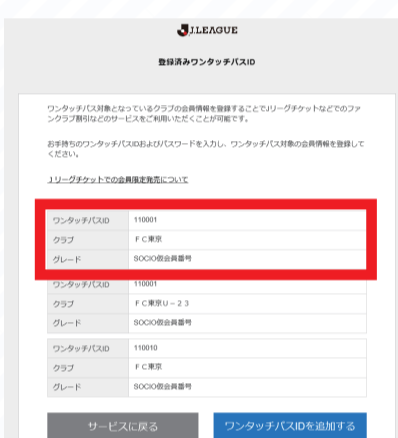 J.LEAGUE
登録済みワンタッチパスID
ワンタッチパス対象となっているクラブの会員情報を登録することでJリーグチケットなどでのファ
ンクラブ割引などのサービスをご利用いただくことが可能です。
お手持ちのワンタッチパスIDおよびパスワードを入力し、ワンタッチパス対象の会員情報を登録して
ください。
Jリーグチケットでの会員限定発売について
ワンタッチパスID 110001
クラブ FC東京
グレード SOCIO仮会員番号
ワンタッチパスID 110001
クラブ FC東京U-23
グレード SOCIO仮会員番号
ワンタッチパスID 110010
クラブ FC東京
グレード SOCIO仮会員番号
サービスに戻る ワンタッチパスIDを追加する